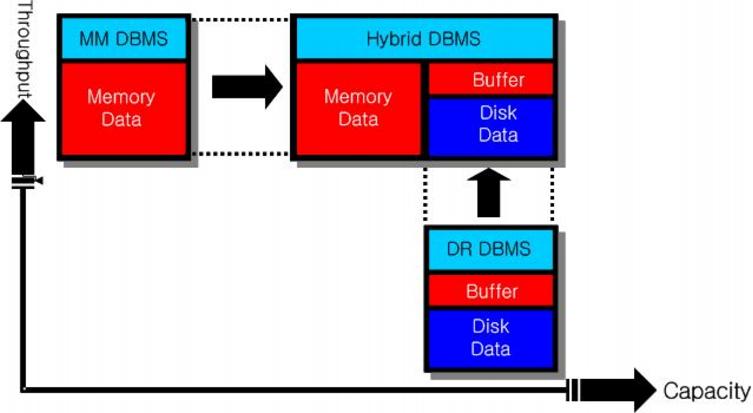 Throughput
MM DBMS
Memory
Data
Hybrid DBMS
Memory
Data
Buffer
Disk
Data
DR DBMS
Buffer
Disk
Data
Capacity